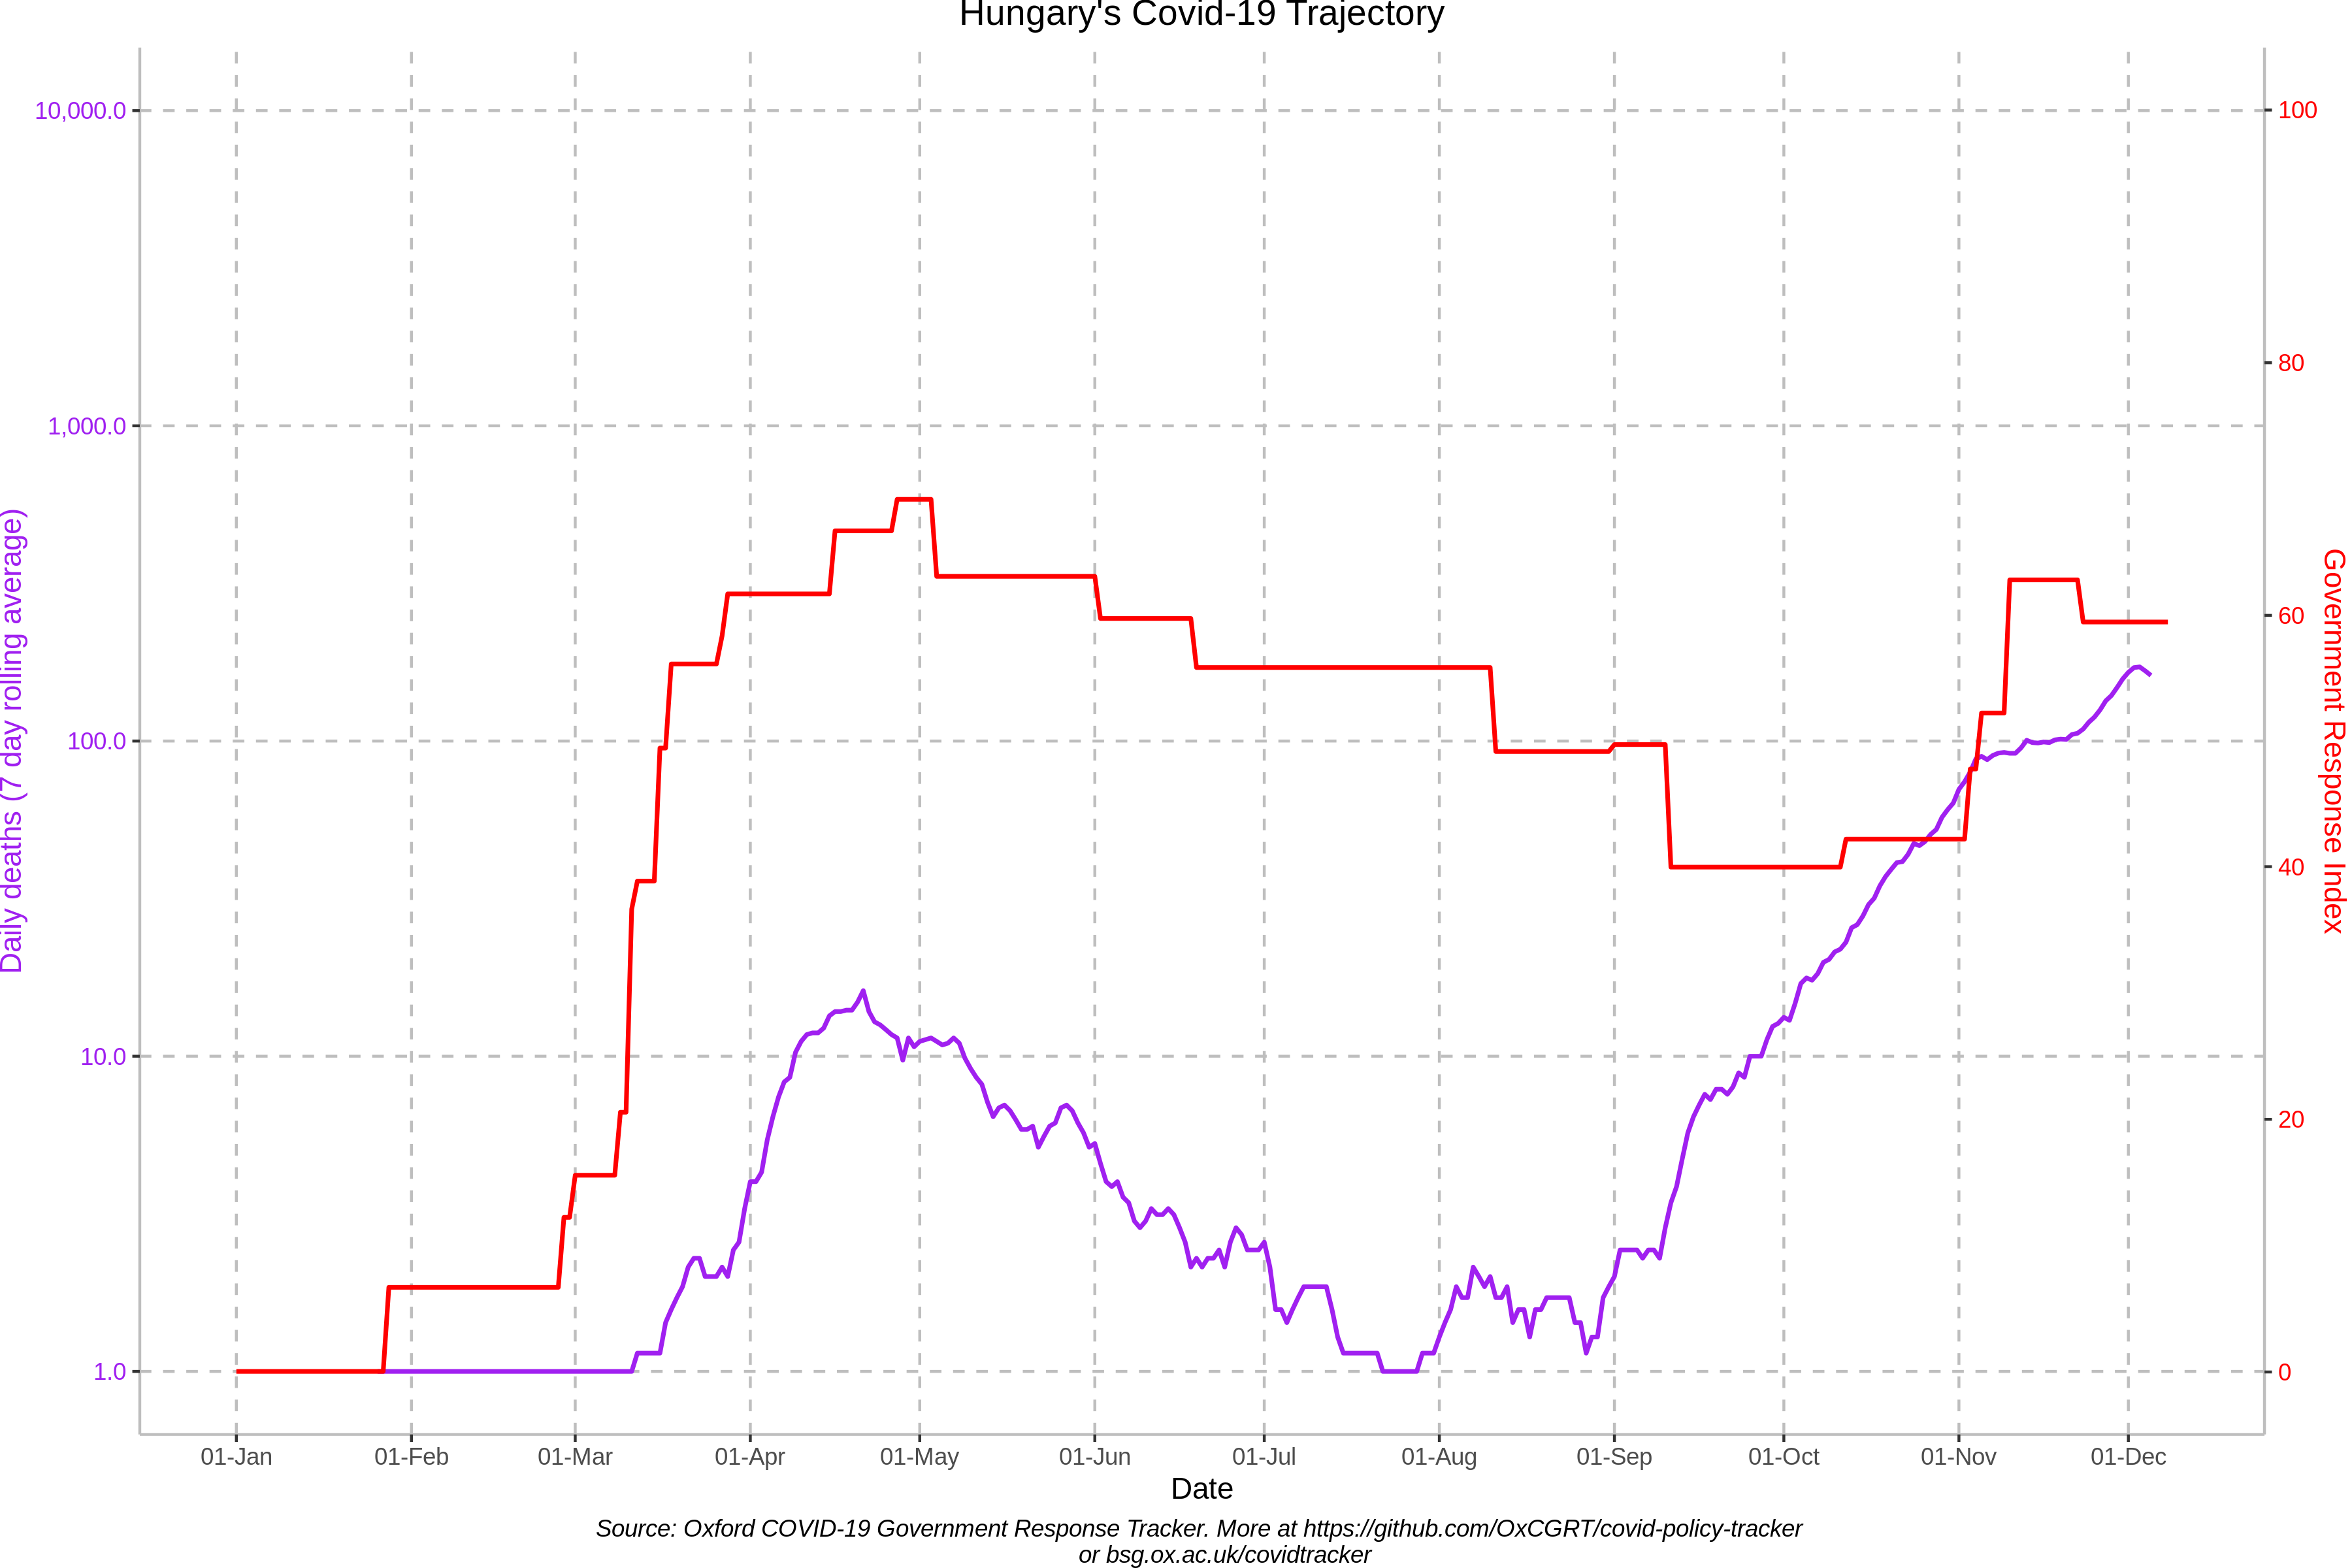 Hungary's Covid-19 Trajectory
10,000.0
1,000.0
100.0
10.0
1.0
Daily deaths (7 day rolling average)
100
80
60
40
20
0
Government Response Index
01-Jan 01-Feb 01-Mar 01-Apr 01-May 01-Jun 01-Jul 01-Aug 01-Sep 01-Oct 01-Nov 01-Dec
Date
Source: Oxford COVID-19 Government Response Tracker. More at https://github.com/OxCGRT/covid-policy-tracker
or bsg.ox.ac.uk/covidtracker